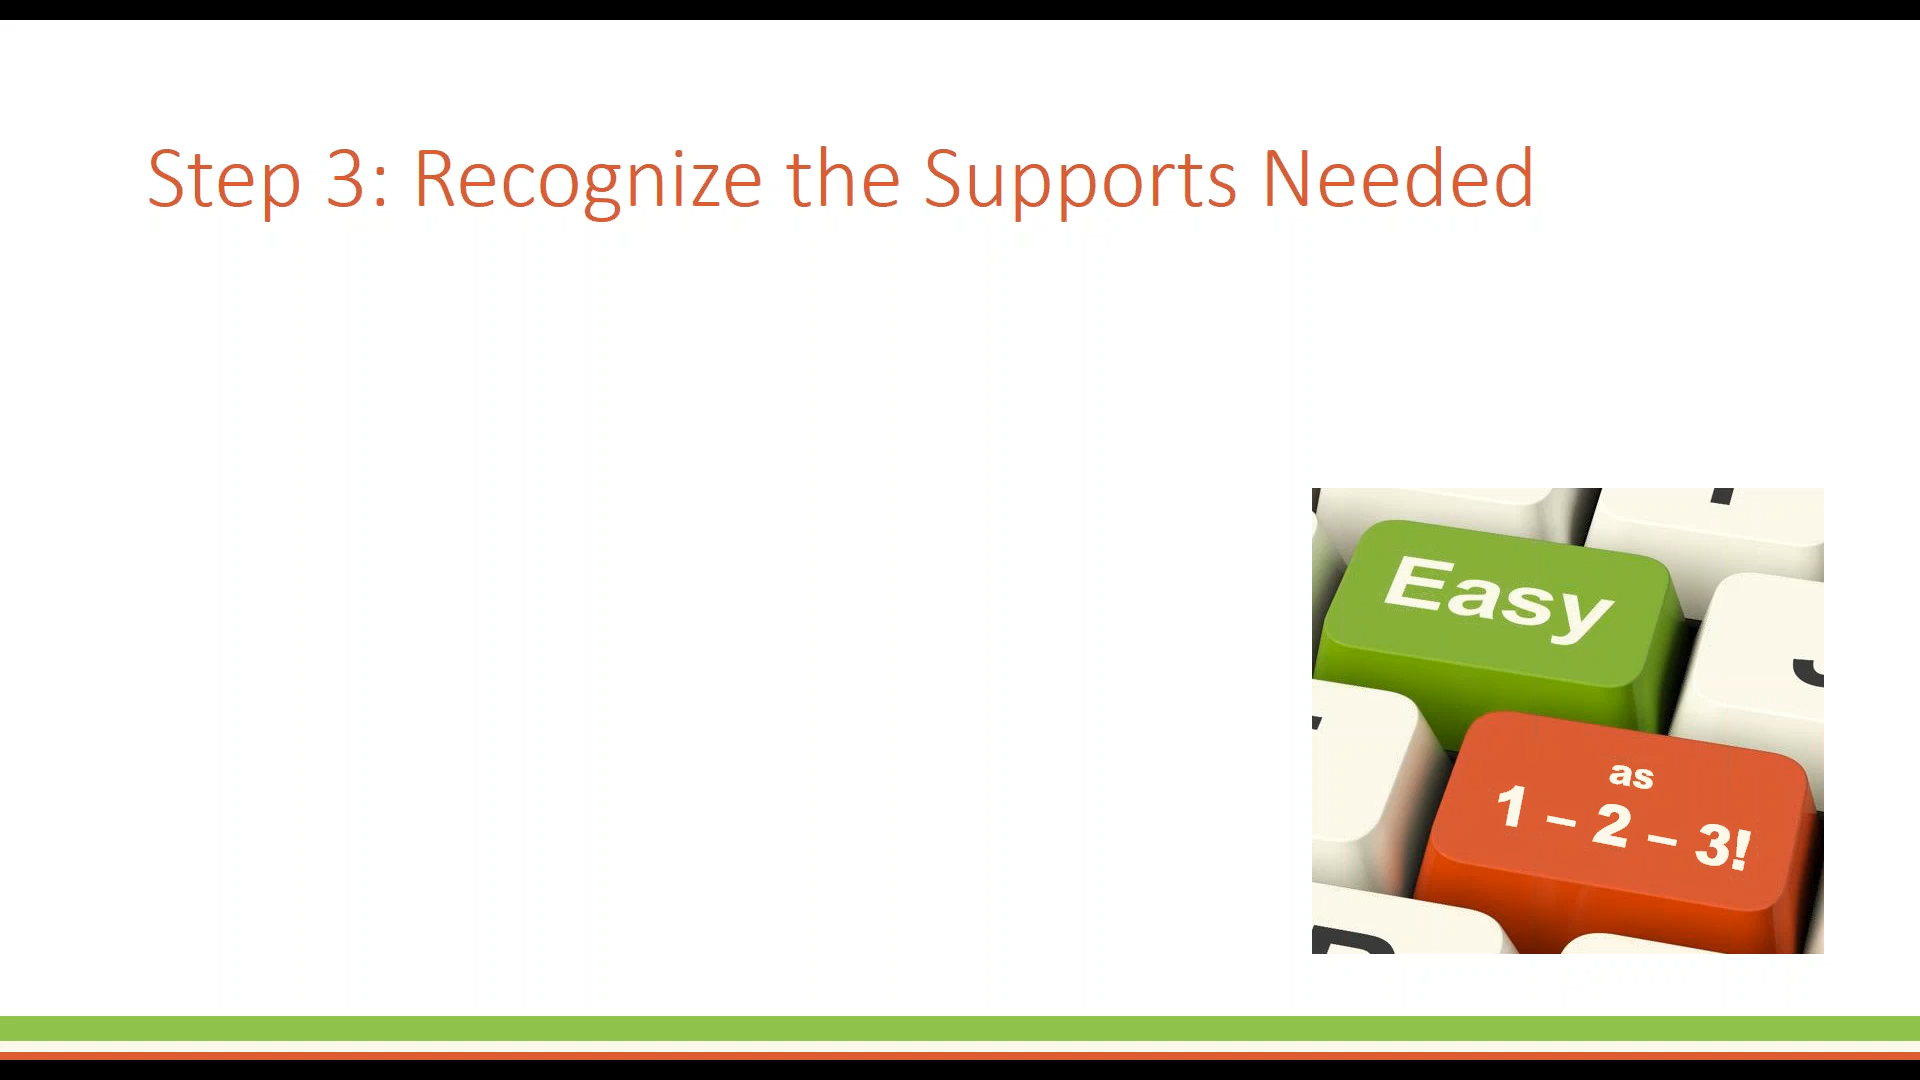 Step 3: Recognize the Supports Needed
Easy
as
1 – 2 – 3!